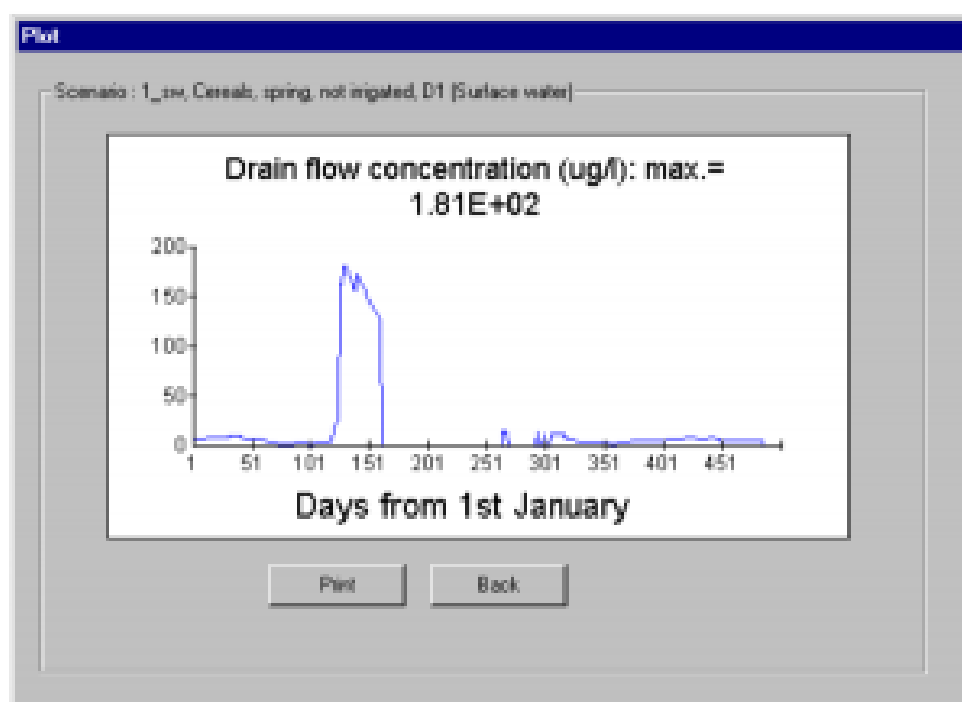 Plot
Scenario : 1_sw, Cereals, spring, not irrigated, D1 (Surface water)
Drain flow concentration (ug/l): max.=
1.81E+02
200
150
100
50
0
1 51 101 151 201 251 301 351 401 451
Days from 1st January
Print Back